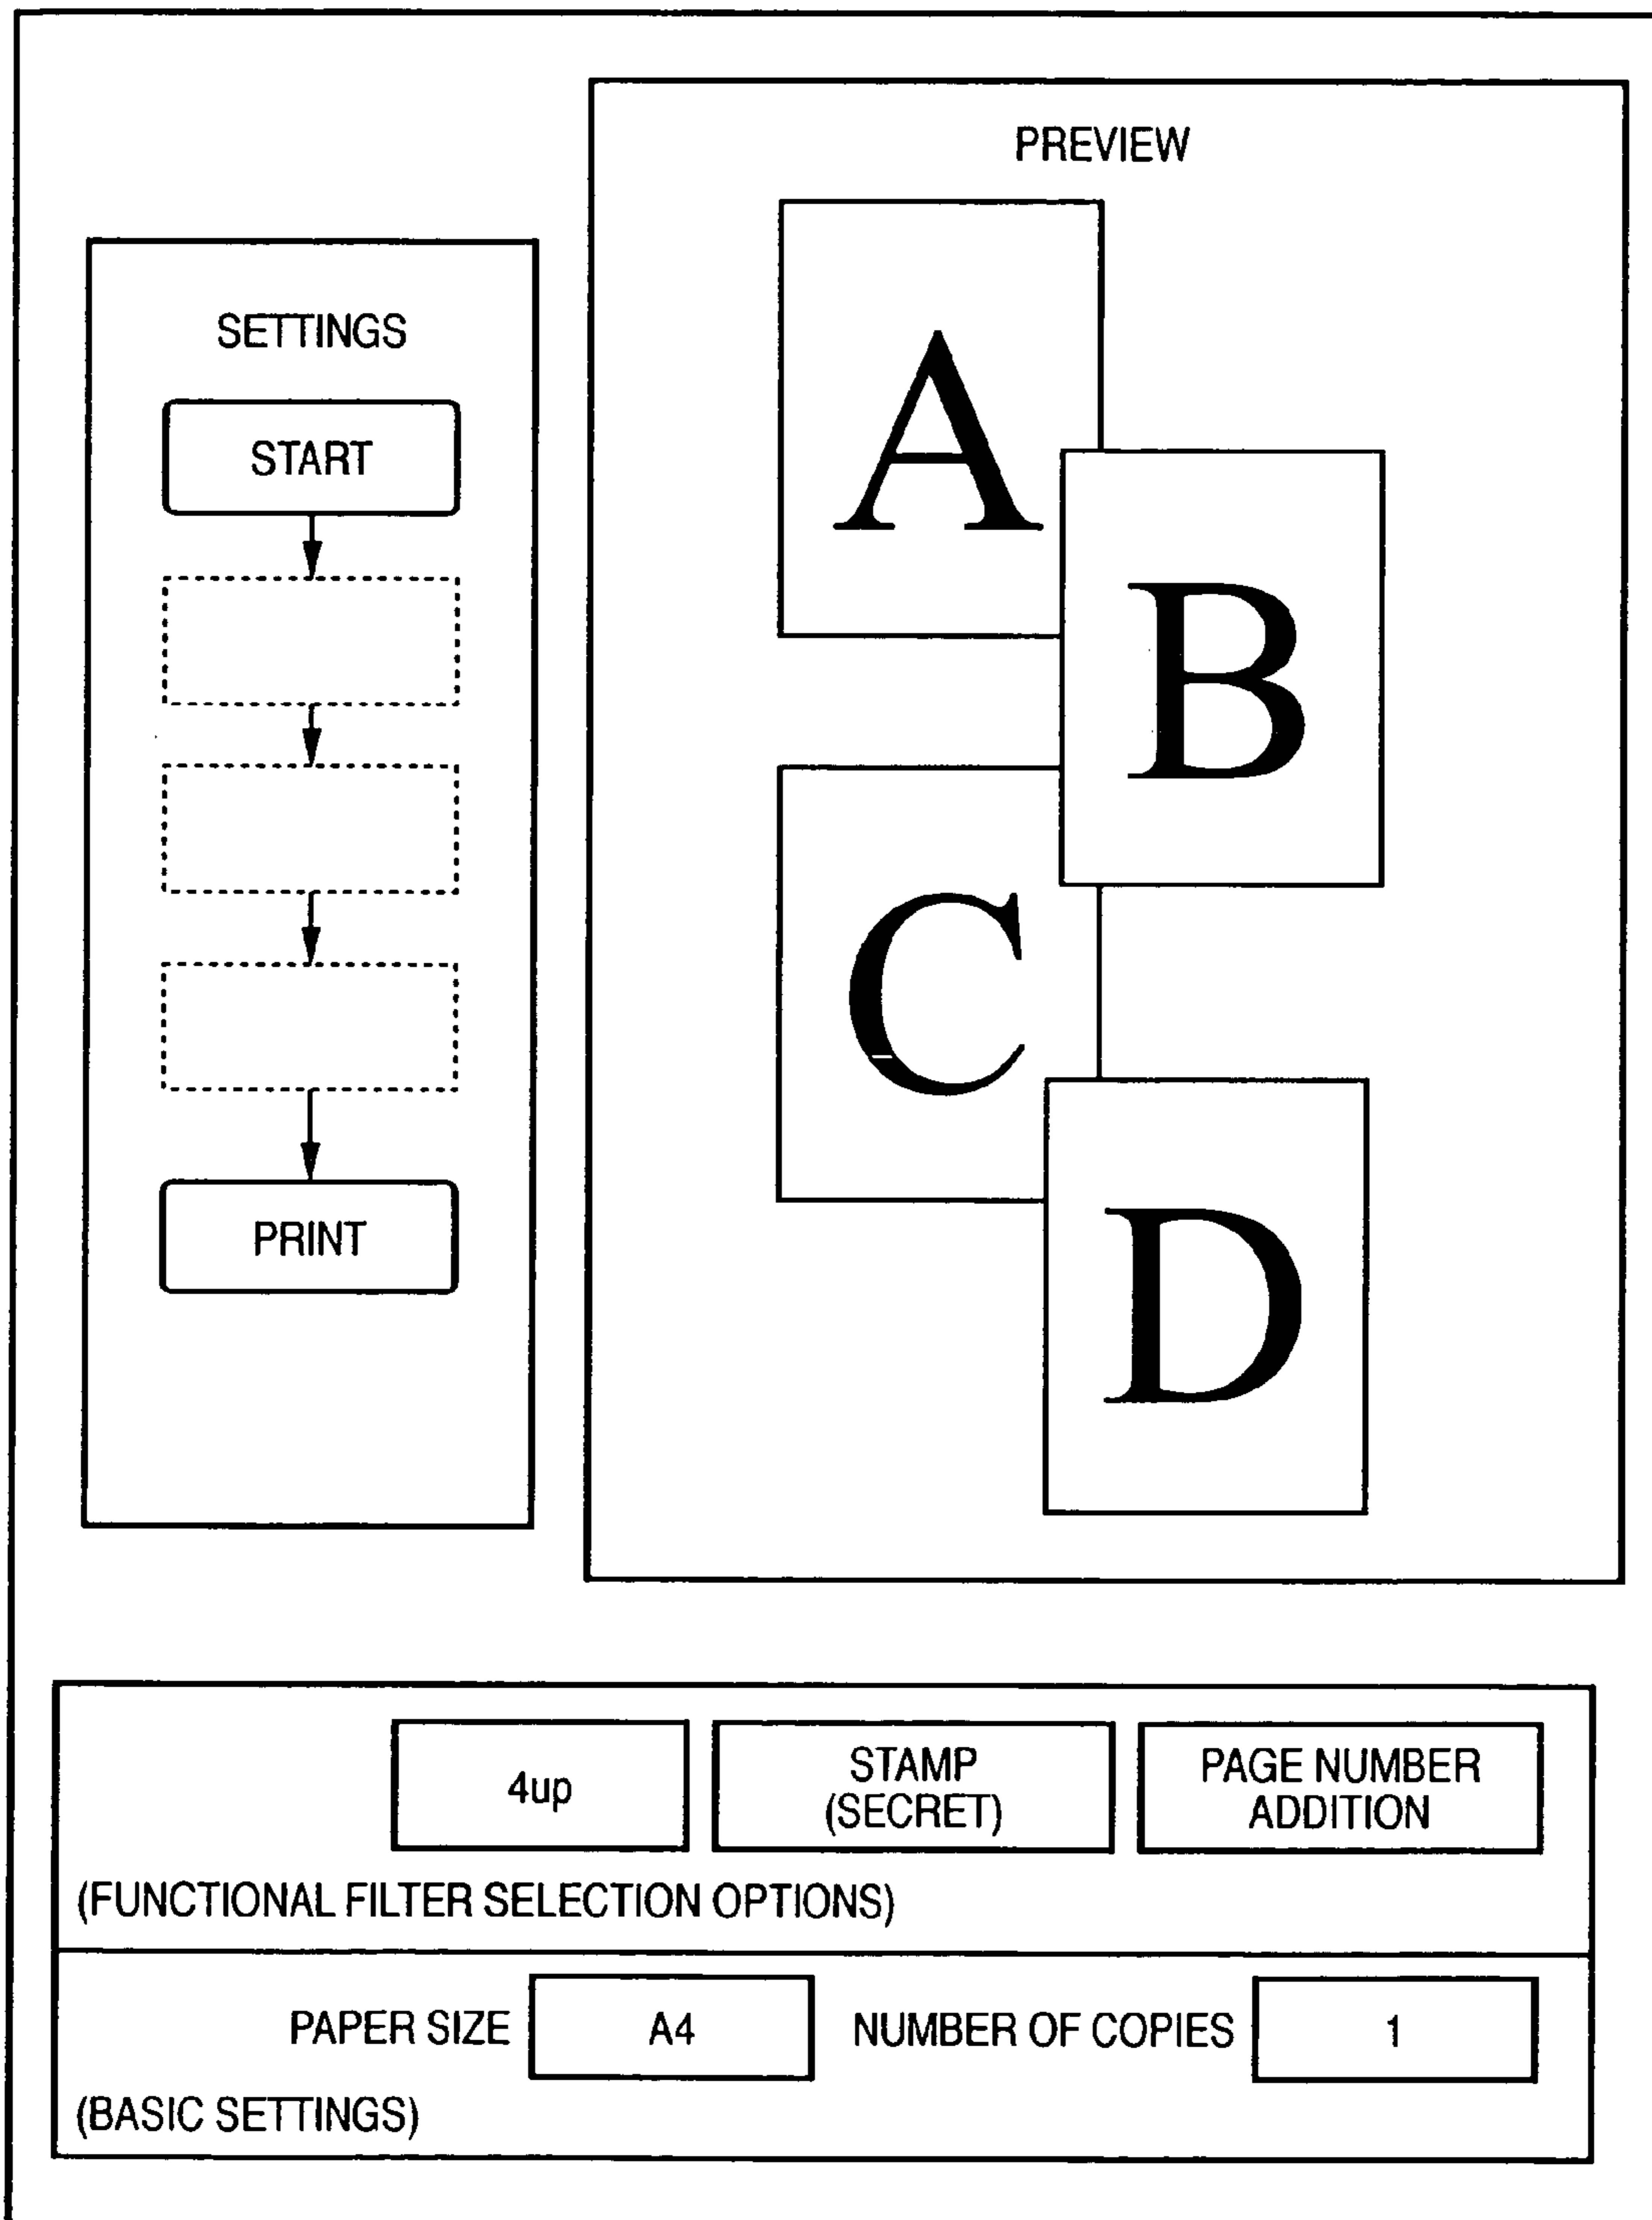 PREVIEW
A
B
C
D
SETTINGS
START
PRINT
4up
STAMP
(SECRET)
PAGE NUMBER
ADDITION
(FUNCTIONAL FILTER SELECTION OPTIONS)
PAPER SIZE A4 NUMBER OF COPIES 1
(BASIC SETTINGS)